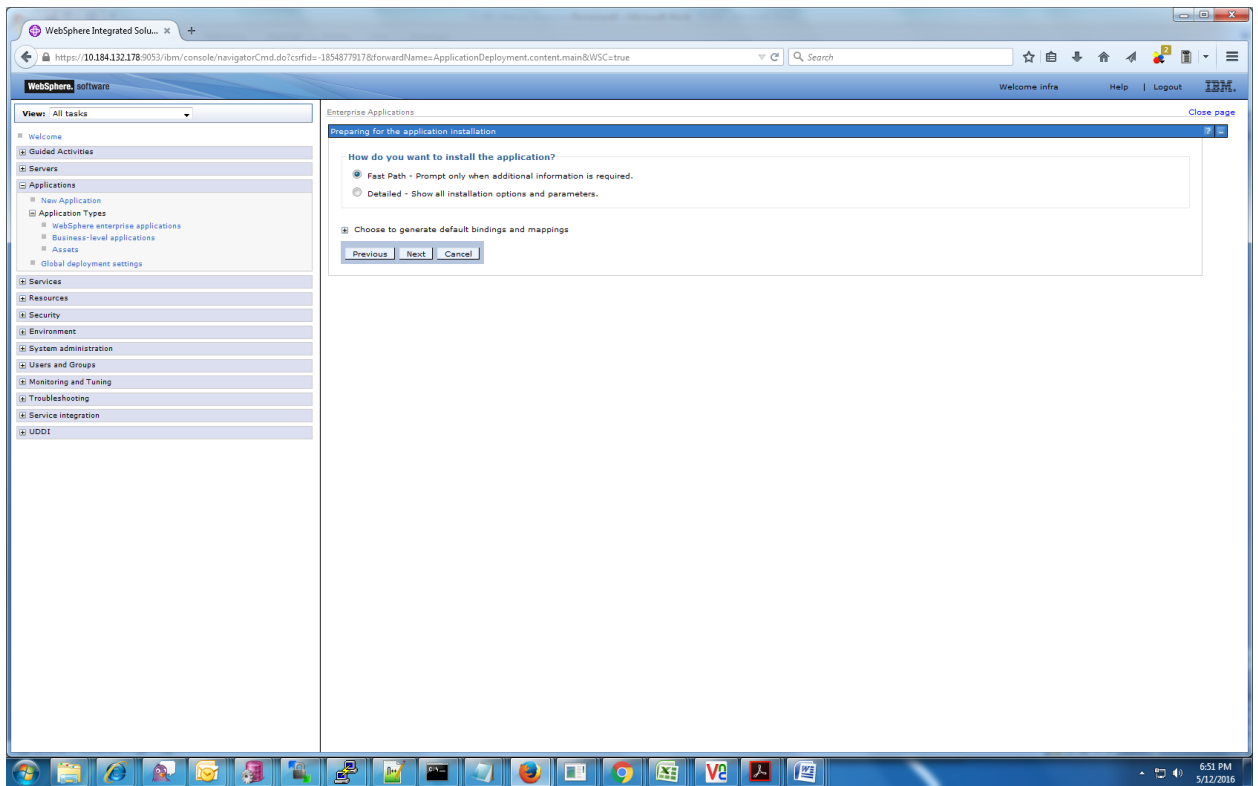 WebSphere Integrated Solu... × +
https://10.184.132.178:9053/ibm/console/navigatorCmd.do?csrfid=-1854877917&forwardName=ApplicationDeployment.content.main&WSC=true
Search
2
WebSphere. software
Welcome infra Help | Logout IBM.
View: All tasks
Welcome
Guided Activities
Servers
Applications
New Application
Application Types
WebSphere enterprise applications
Business-level applications
Assets
Global deployment settings
Services
Resources
Security
Environment
System administration
Users and Groups
Monitoring and Tuning
Troubleshooting
Service integration
UDDI
Enterprise Applications Close page
Preparing for the application installation ? –
How do you want to install the application?
Fast Path - Prompt only when additional information is required.
Detailed - Show all installation options and parameters.
Choose to generate default bindings and mappings
Previous Next Cancel
6:51 PM
5/12/2016